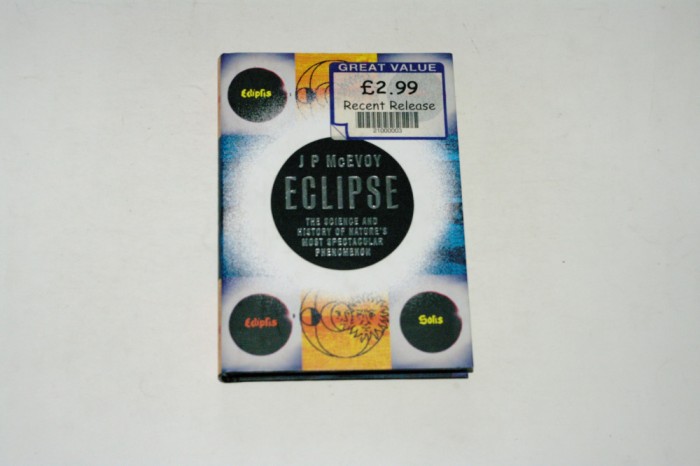 Eclipsis
GREAT VALUE
£2.99
Recent Release
01000003
J P McEVOY
ECLIPSE
THE SCIENCE AND
HISTORY OF NATURE'S
MOST SPECTACULAR
PHENOMENON
Eclipsis
Solis